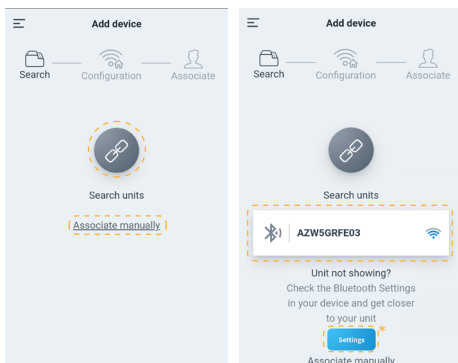 Add device
Search
Configuration
Associate
Search units
Associate manually
Add device
Search
Configuration
Associate
Search units
AZW5GRFE03
Unit not showing?
Check the Bluetooth Settings
in your device and get closer
to your unit
Settings
*
Associate manually